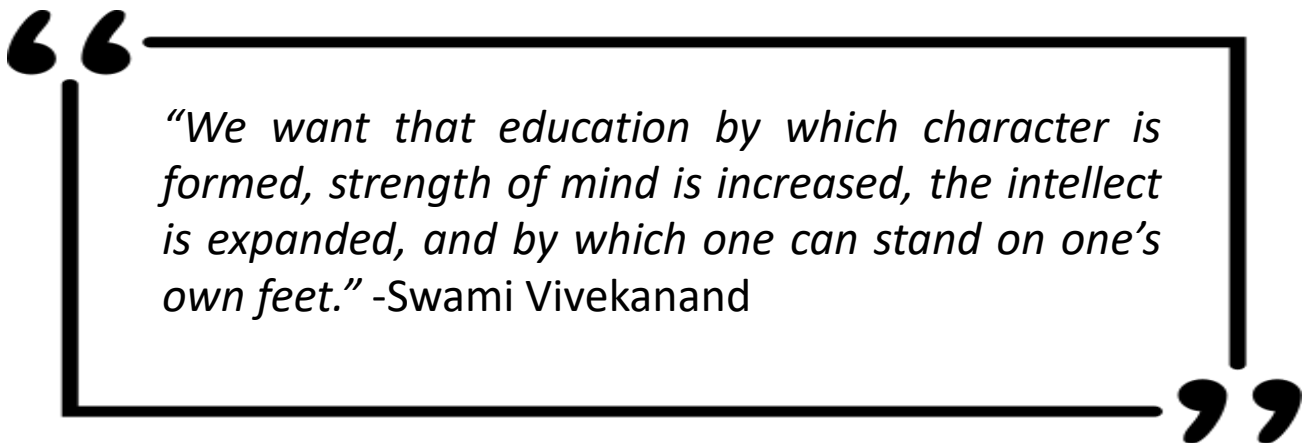 “We want that education by which character is
formed, strength of mind is increased, the intellect
is expanded, and by which one can stand on one’s
own feet.” -Swami Vivekanand